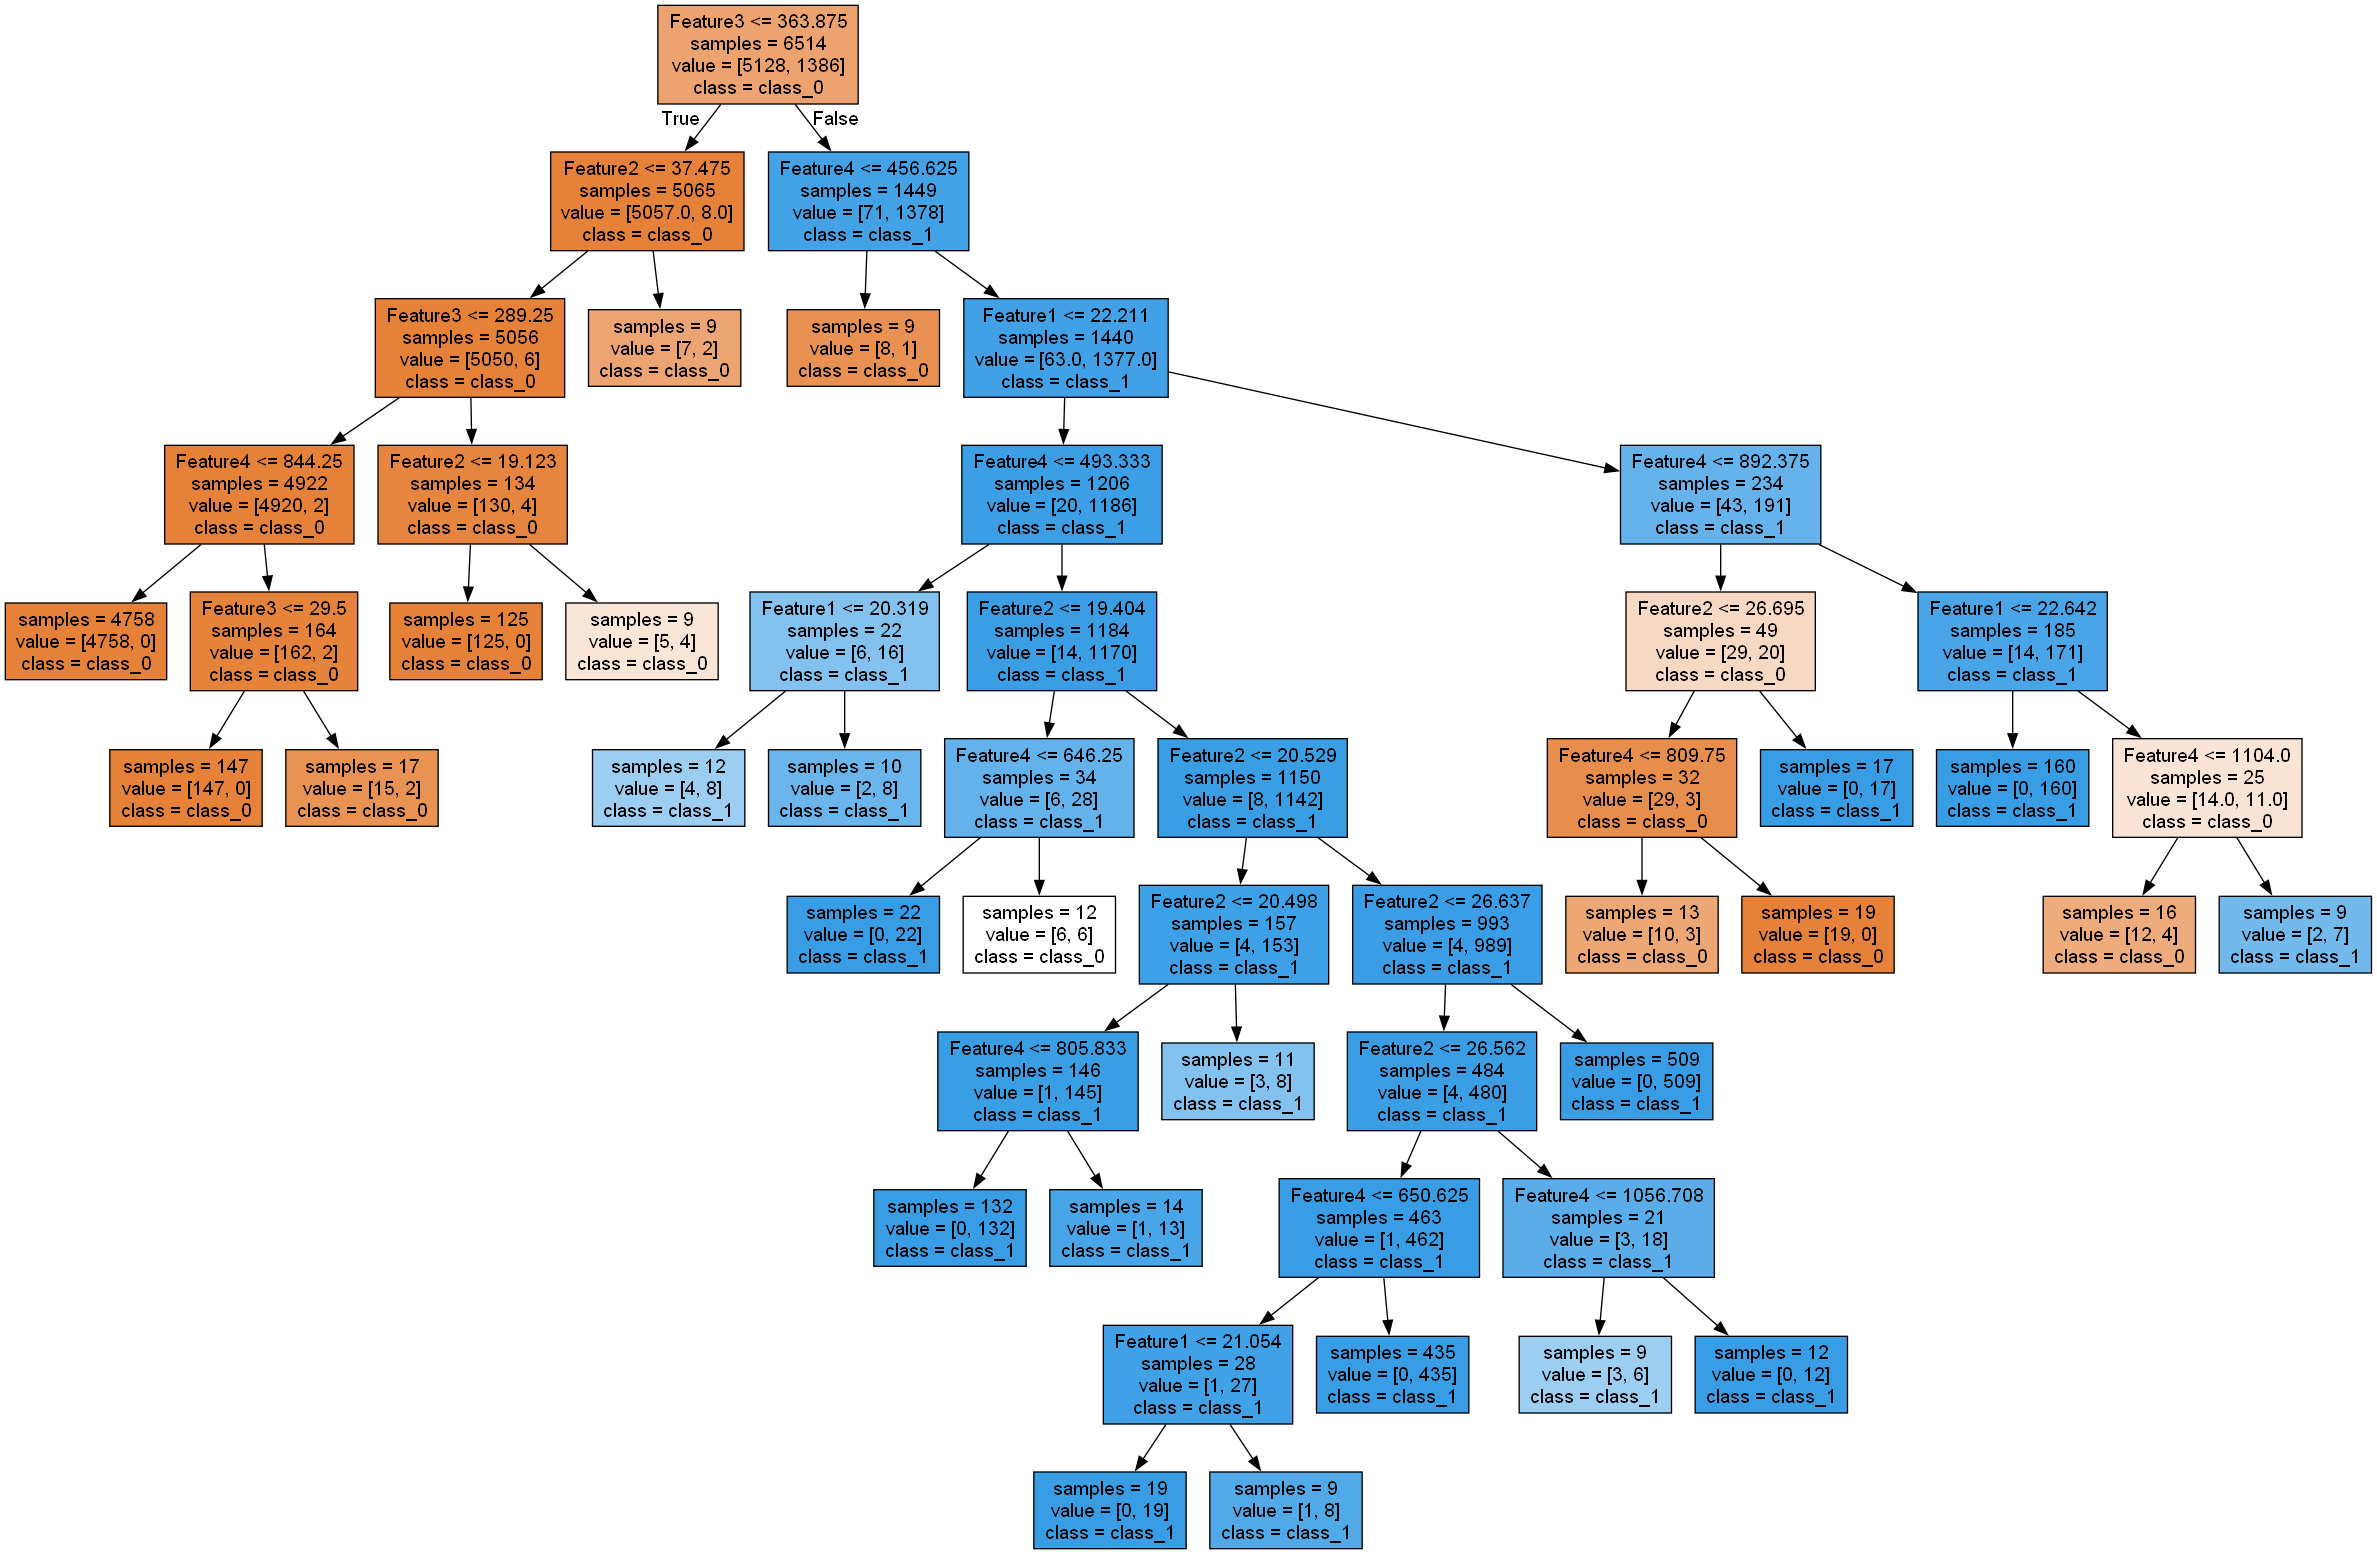 Feature3 <= 363.875
samples = 6514
value = [5128, 1386]
class = class_0
True
False
Feature2 <= 37.475
samples = 5065
value = [5057.0, 8.0]
class = class_0
Feature4 <= 456.625
samples = 1449
value = [71, 1378]
class = class_1
Feature3 <= 289.25
samples = 5056
value = [5050, 6]
class = class_0
samples = 9
value = [7, 2]
class = class_0
samples = 9
value = [8, 1]
class = class_0
Feature1 <= 22.211
samples = 1440
value = [63.0, 1377.0]
class = class_1
Feature4 <= 844.25
samples = 4922
value = [4920, 2]
class = class_0
Feature2 <= 19.123
samples = 134
value = [130, 4]
class = class_0
Feature4 <= 493.333
samples = 1206
value = [20, 1186]
class = class_1
Feature4 <= 892.375
samples = 234
value = [43, 191]
class = class_1
samples = 4758
value = [4758, 0]
class = class_0
Feature3 <= 29.5
samples = 164
value = [162, 2]
class = class_0
samples = 125
value = [125, 0]
class = class_0
samples = 9
value = [5, 4]
class = class_0
Feature1 <= 20.319
samples = 22
value = [6, 16]
class = class_1
Feature2 <= 19.404
samples = 1184
value = [14, 1170]
class = class_1
Feature2 <= 26.695
samples = 49
value = [29, 20]
class = class_0
Feature1 <= 22.642
samples = 185
value = [14, 171]
class = class_1
samples = 147
value = [147, 0]
class = class_0
samples = 17
value = [15, 2]
class = class_0
samples = 12
value = [4, 8]
class = class_1
samples = 10
value = [2, 8]
class = class_1
Feature4 <= 646.25
samples = 34
value = [6, 28]
class = class_1
Feature2 <= 20.529
samples = 1150
value = [8, 1142]
class = class_1
Feature4 <= 809.75
samples = 32
value = [29, 3]
class = class_0
samples = 17
value = [0, 17]
class = class_1
samples = 160
value = [0, 160]
class = class_1
Feature4 <= 1104.0
samples = 25
value = [14.0, 11.0]
class = class_0
samples = 22
value = [0, 22]
class = class_1
samples = 12
value = [6, 6]
class = class_0
Feature2 <= 20.498
samples = 157
value = [4, 153]
class = class_1
Feature2 <= 26.637
samples = 993
value = [4, 989]
class = class_1
samples = 13
value = [10, 3]
class = class_0
samples = 19
value = [19, 0]
class = class_0
samples = 16
value = [12, 4]
class = class_0
samples = 9
value = [2, 7]
class = class_1
Feature4 <= 805.833
samples = 146
value = [1, 145]
class = class_1
samples = 11
value = [3, 8]
class = class_1
Feature2 <= 26.562
samples = 484
value = [4, 480]
class = class_1
samples = 509
value = [0, 509]
class = class_1
samples = 132
value = [0, 132]
class = class_1
samples = 14
value = [1, 13]
class = class_1
Feature4 <= 650.625
samples = 463
value = [1, 462]
class = class_1
Feature4 <= 1056.708
samples = 21
value = [3, 18]
class = class_1
Feature1 <= 21.054
samples = 28
value = [1, 27]
class = class_1
samples = 435
value = [0, 435]
class = class_1
samples = 9
value = [3, 6]
class = class_1
samples = 12
value = [0, 12]
class = class_1
samples = 19
value = [0, 19]
class = class_1
samples = 9
value = [1, 8]
class = class_1